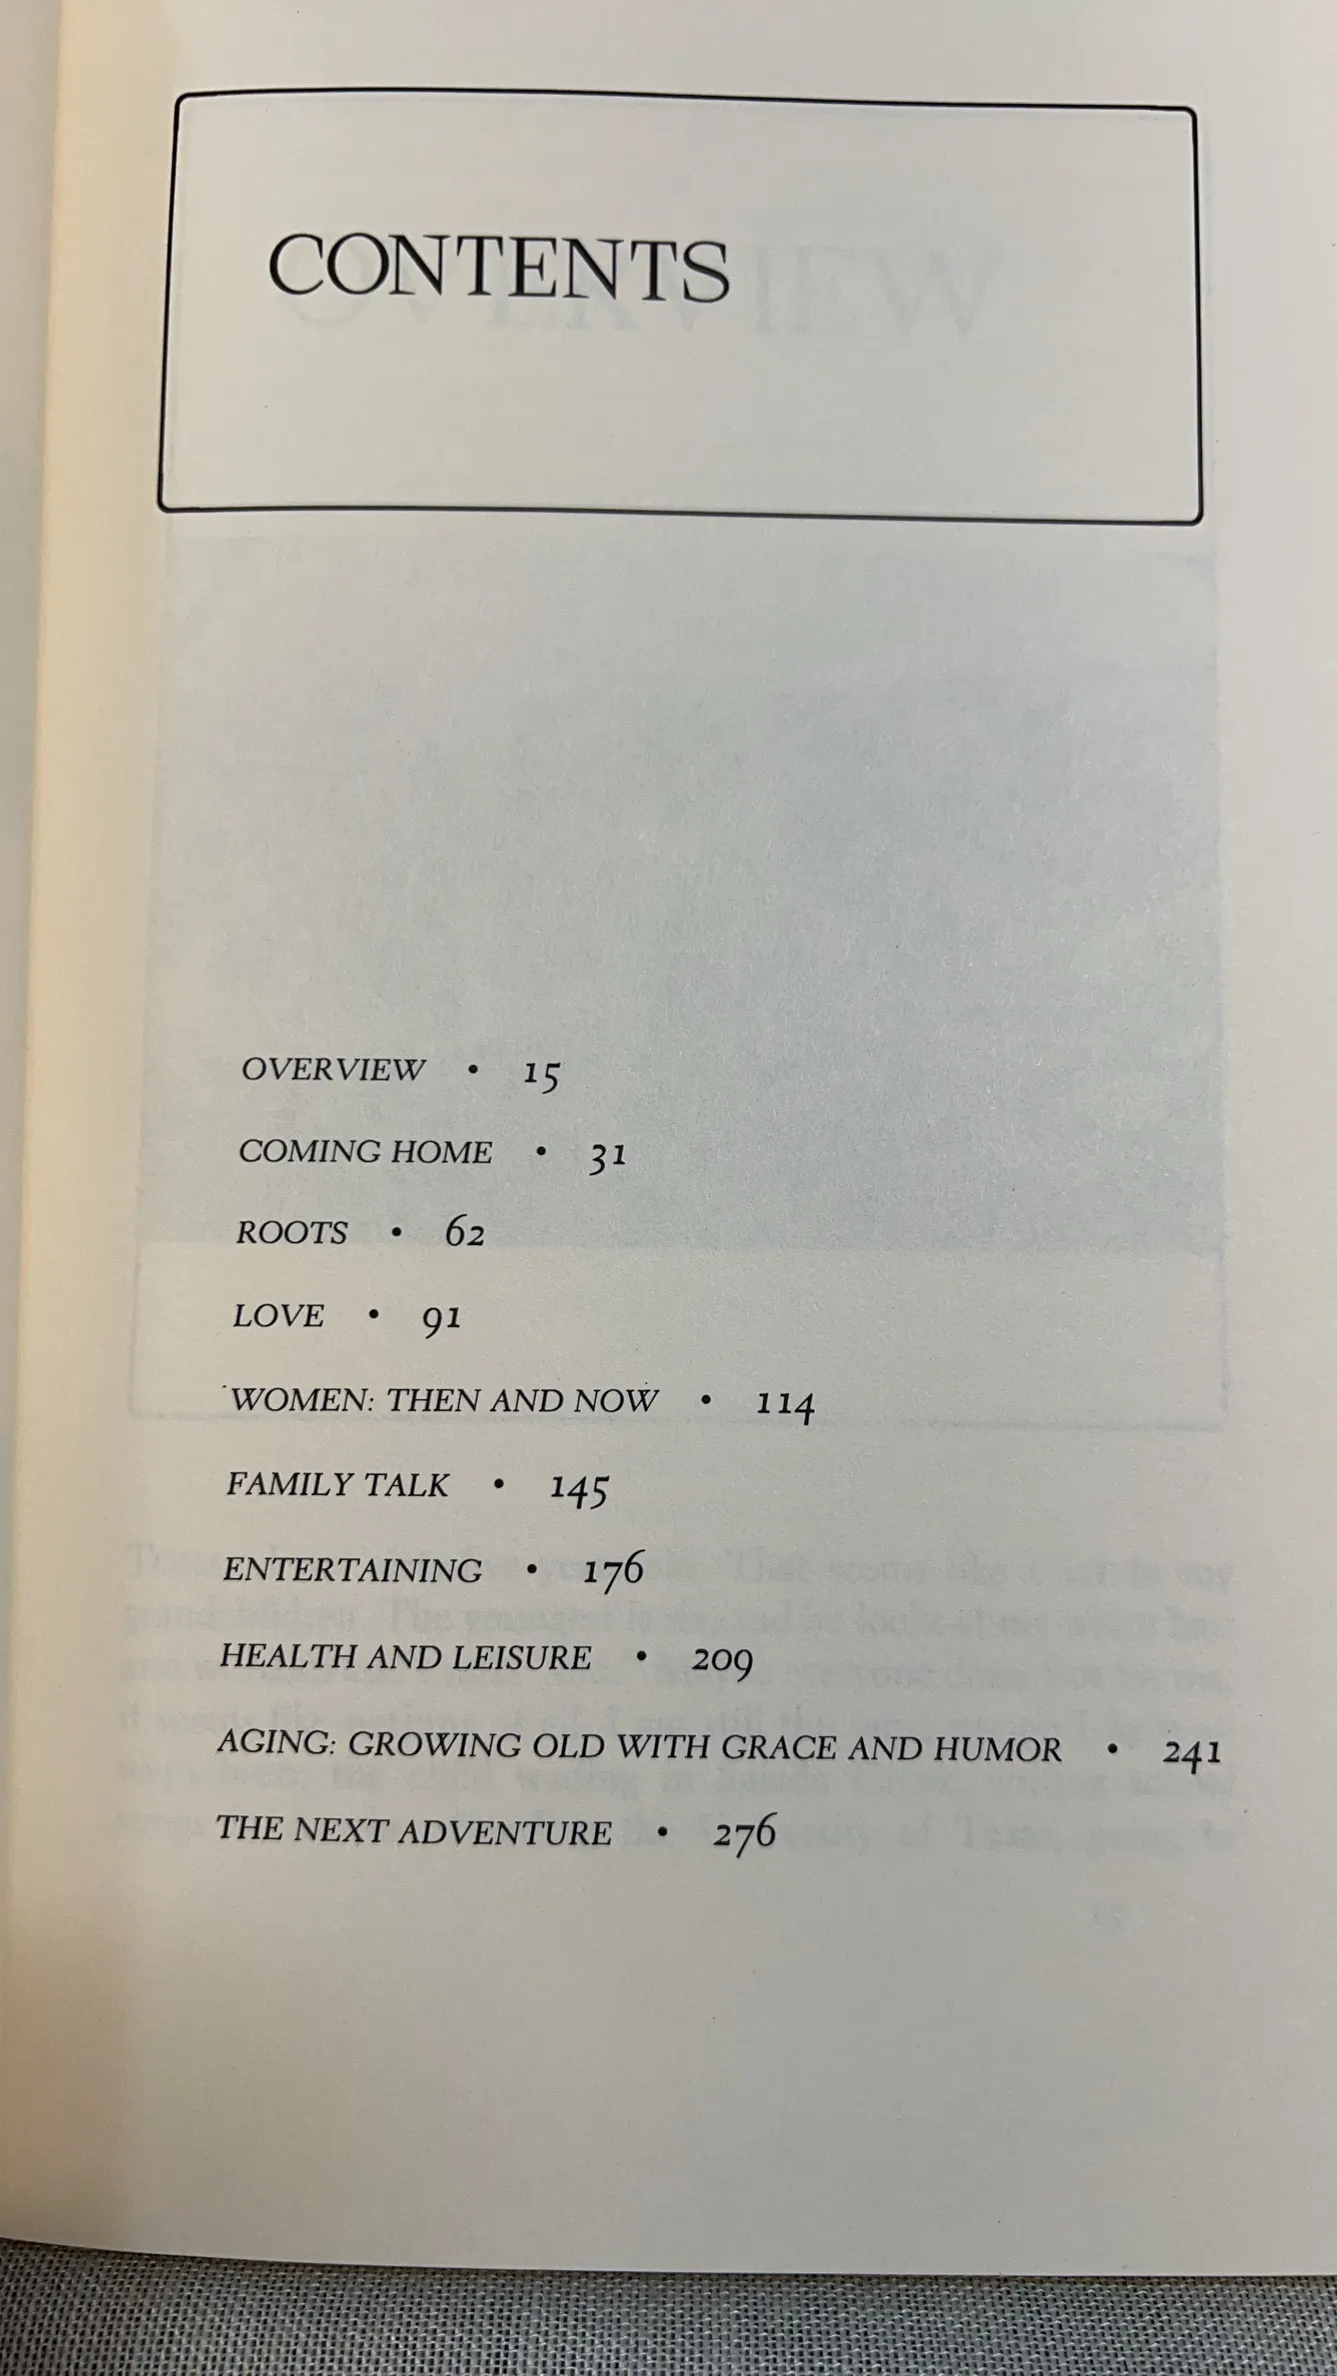 CONTENTS
OVERVIEW • 15
COMING HOME • 31
ROOTS • 62
LOVE • 91
WOMEN: THEN AND NOW • 114
FAMILY TALK • 145
ENTERTAINING • 176
HEALTH AND LEISURE • 209
AGING: GROWING OLD WITH GRACE AND HUMOR • 241
THE NEXT ADVENTURE • 276